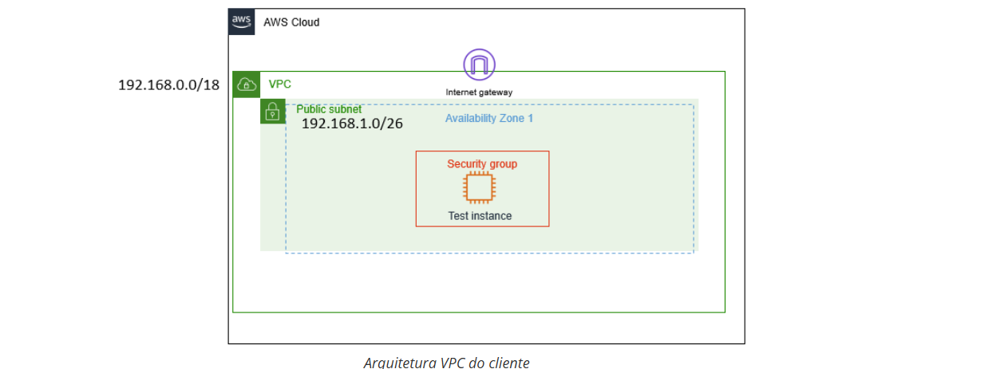 aws
AWS Cloud
Internet gateway
192.168.0.0/18
VPC
Public subnet
192.168.1.0/26
Availability Zone 1
Security group
Test instance
Arquitetura VPC do cliente